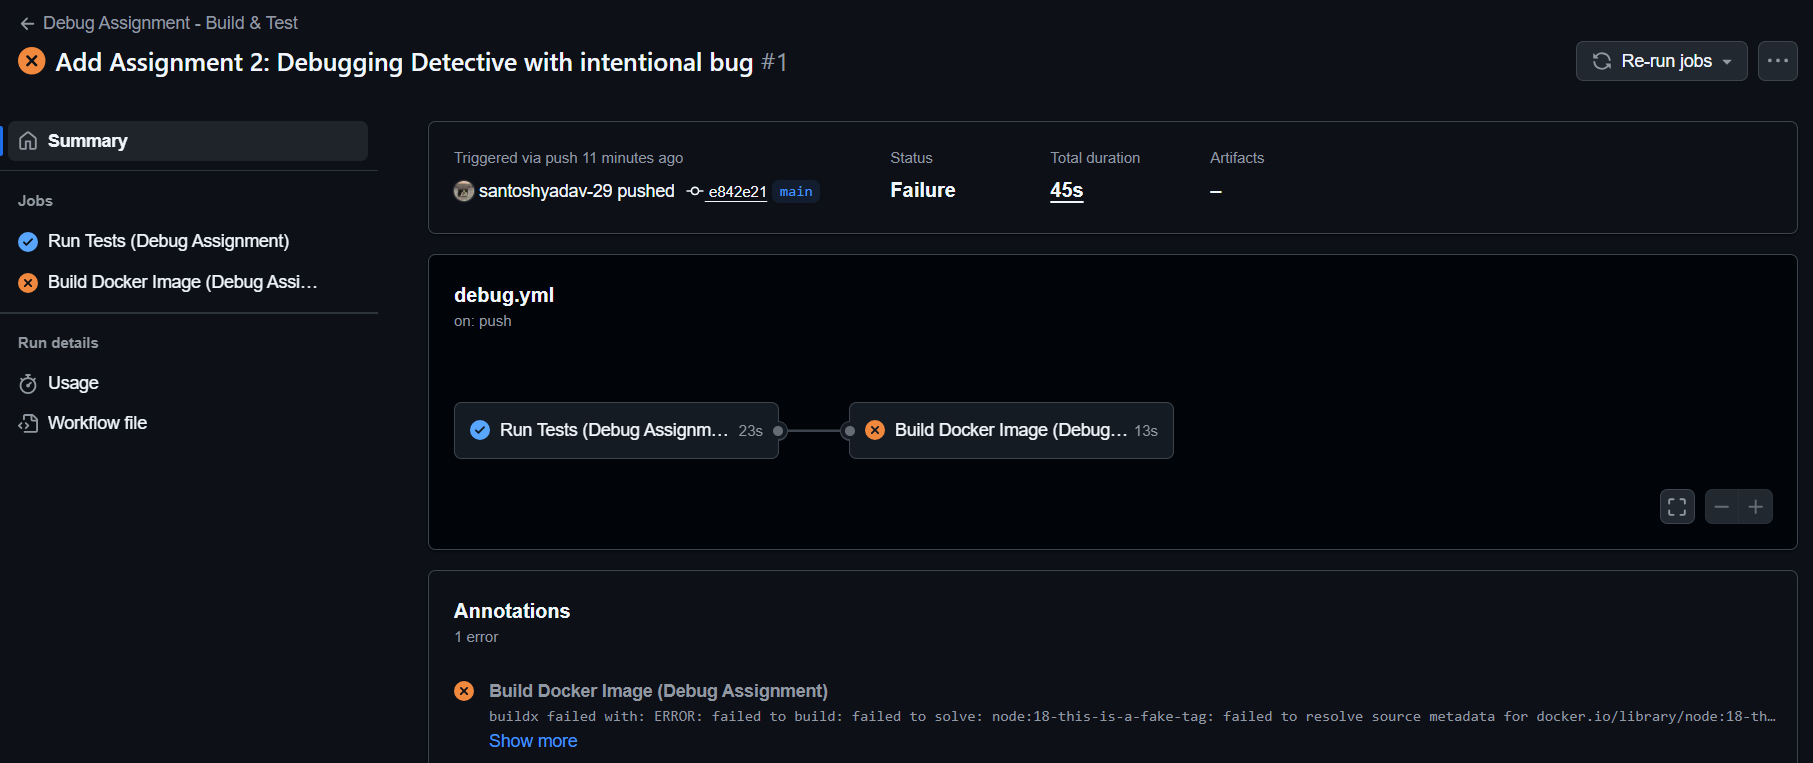 Debug Assignment - Build & Test
Add Assignment 2: Debugging Detective with intentional bug #1
Re-run jobs
Summary
Jobs
Run Tests (Debug Assignment)
Build Docker Image (Debug Assi…
Run details
Usage
Workflow file
Triggered via push 11 minutes ago
santoshyadav-29 pushed e842e21 main
Status
Failure
Total duration
45s
Artifacts
–
debug.yml
on: push
Run Tests (Debug Assignm… 23s
Build Docker Image (Debug… 13s
Annotations
1 error
Build Docker Image (Debug Assignment)
buildx failed with: ERROR: failed to build: failed to solve: node:18-this-is-a-fake-tag: failed to resolve source metadata for docker.io/library/node:18-th…
Show more